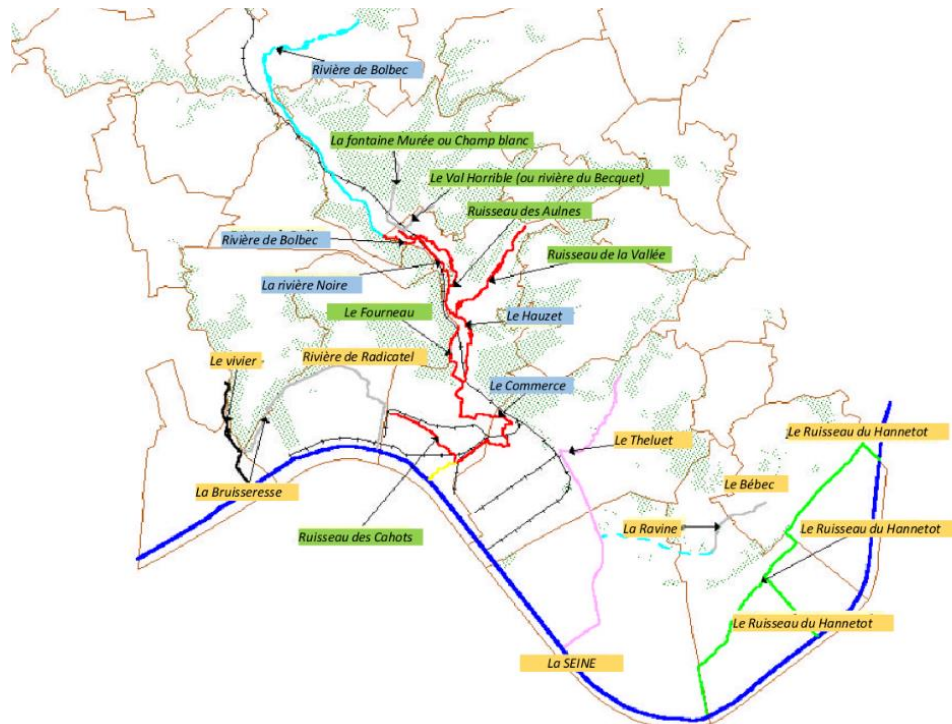 Rivière de Bolbec
La fontaine Murée ou Champ blanc
Le Val Horrible (ou rivière du Becquet)
Ruisseau des Aulnes
Rivière de Bolbec
Ruisseau de la Vallée
La rivière Noire
Le Fourneau
Le Hauzet
Le vivier
Rivière de Radicatel
Le Commerce
Le Ruisseau du Hannetot
Le Theluet
Le Bébec
La Bruisseresse
La Ravine
Le Ruisseau du Hannetot
Ruisseau des Cahots
Le Ruisseau du Hannetot
La SEINE